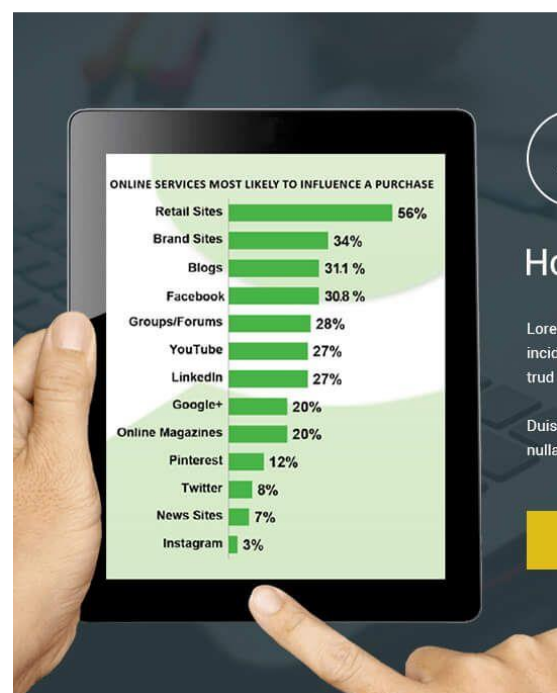 ONLINE SERVICES MOST LIKELY TO INFLUENCE A PURCHASE
Retail Sites 56%
Brand Sites 34%
Blogs 31.1 %
Facebook 30.8 %
Groups/Forums 28%
YouTube 27%
LinkedIn 27%
Google+ 20%
Online Magazines 20%
Pinterest 12%
Twitter 8%
News Sites 7%
Instagram 3%
Ho
Lore
incid
trud
Duis
nulla